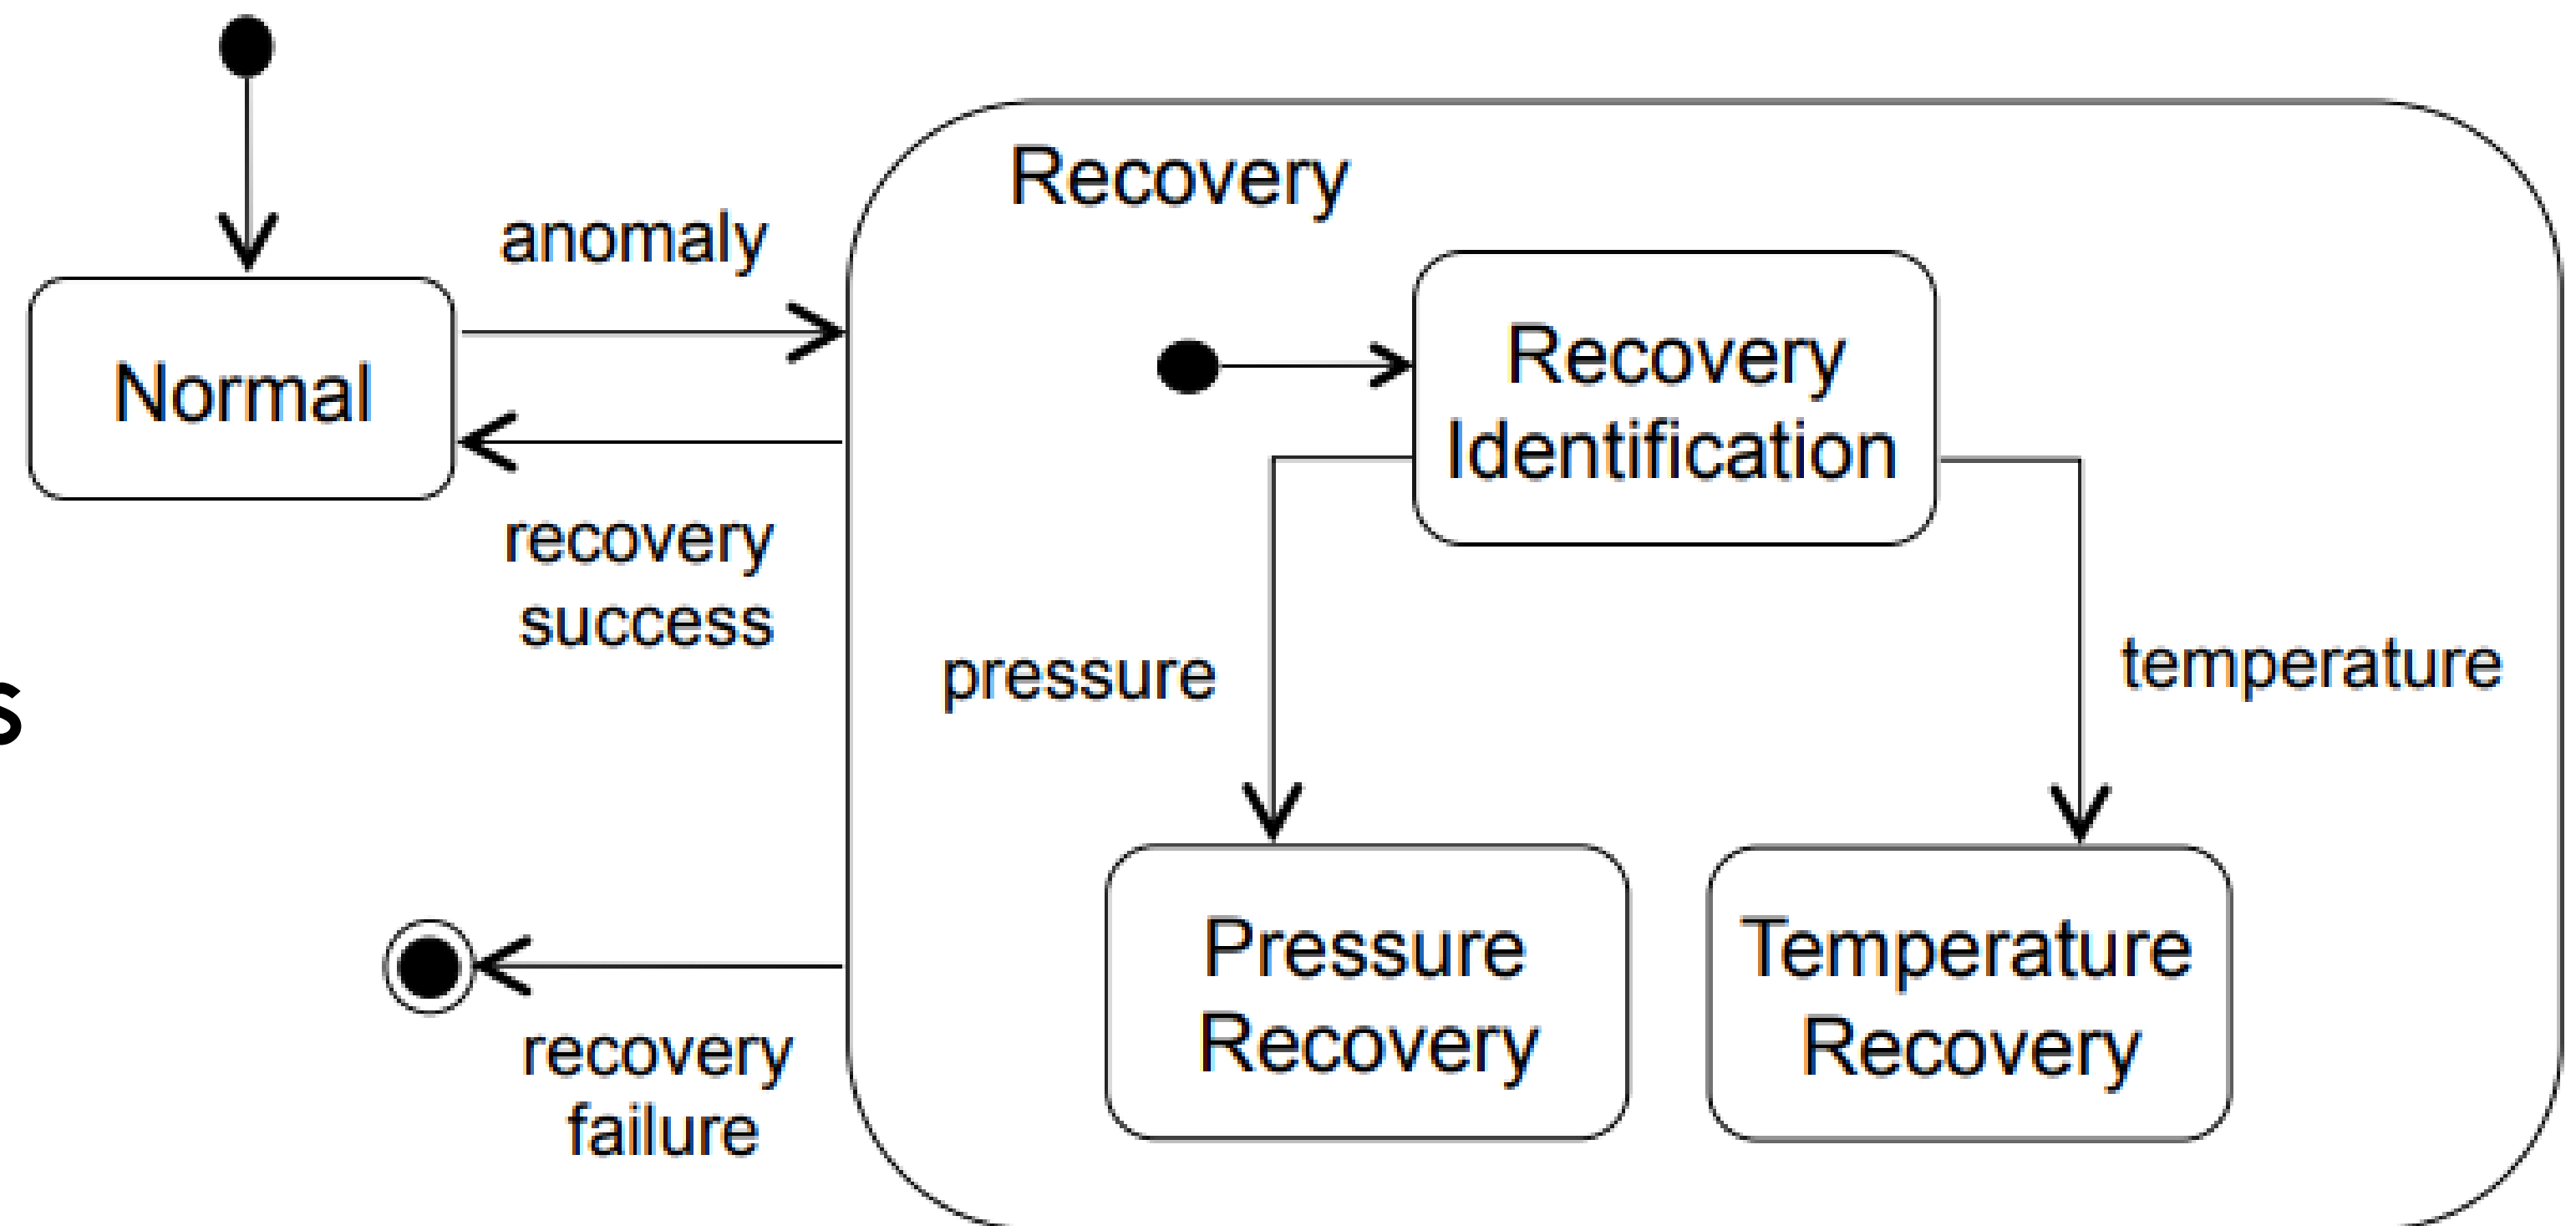 Recovery
anomaly
Normal
Recovery
Identification
recovery
success
pressure
temperature
s
Pressure
Recovery
Temperature
Recovery
recovery
failure